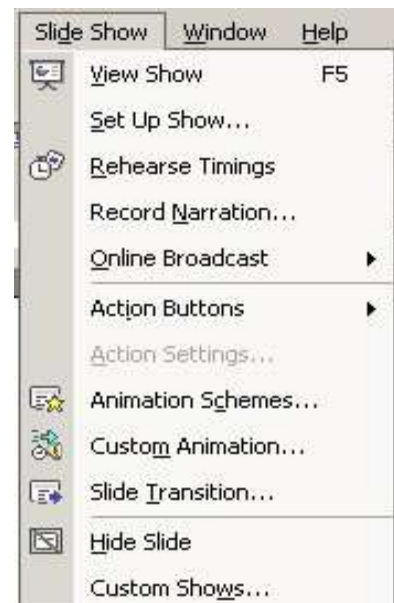 Slide Show Window Help
View Show F5
Set Up Show...
Rehearse Timings
Record Narration...
Online Broadcast
Action Buttons
Action Settings...
Animation Schemes...
Custom Animation...
Slide Transition...
Hide Slide
Custom Shows...